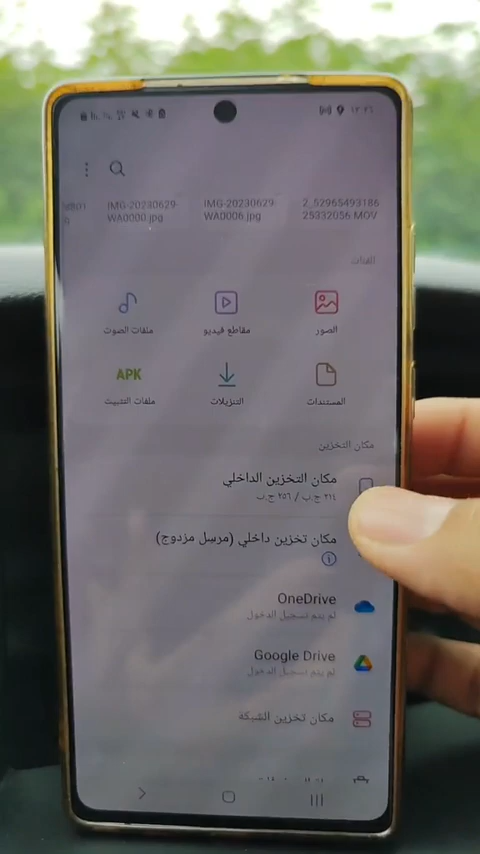 IMG-20230629-
WA0000.jpg
IMG-20230629-
WA0006.jpg
2_52965493186
25332056 MOV
الفئات
الصور
مقاطع فيديو
ملفات الصوت
المستندات
التنزيلات
APK
ملفات التثبيت
مكان التخزين
مكان التخزين الداخلي
٢١٤ ج.ب / ٢٥٦ ج.ب
مكان تخزين داخلي (مرسل مزدوج)
OneDrive
لم يتم تسجيل الدخول
Google Drive
لم يتم تسجيل الدخول
مكان تخزين الشبكة